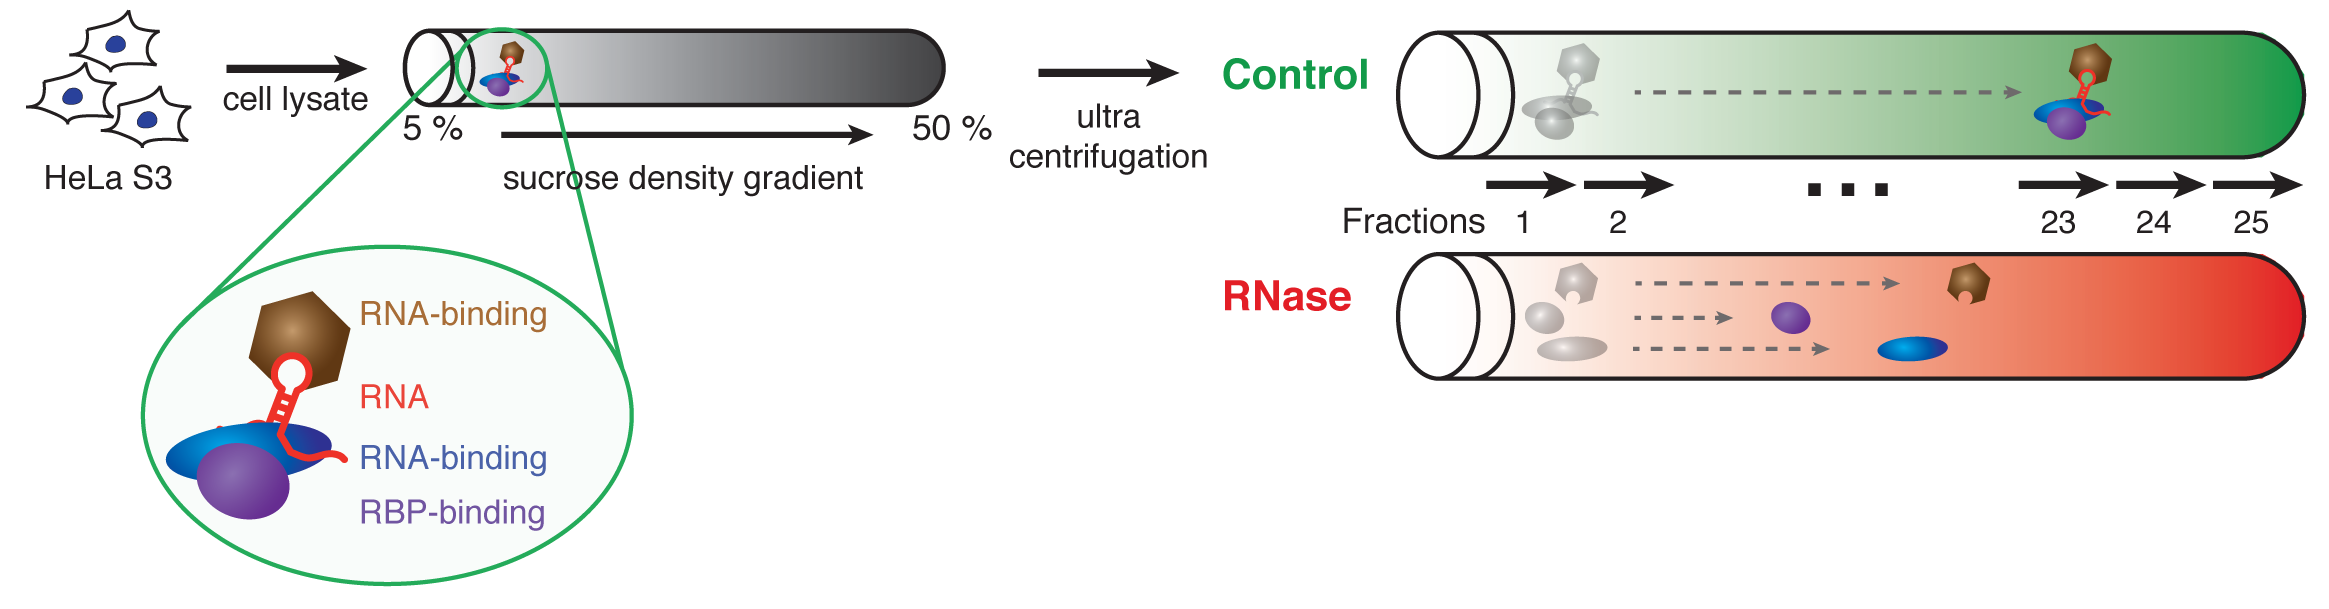 HeLa S3
cell lysate
5 %
50 %
sucrose density gradient
RNA-binding
RNA
RNA-binding
RBP-binding
ultra
centrifugation
Control
Fractions 1 2 ... 23 24 25
RNase